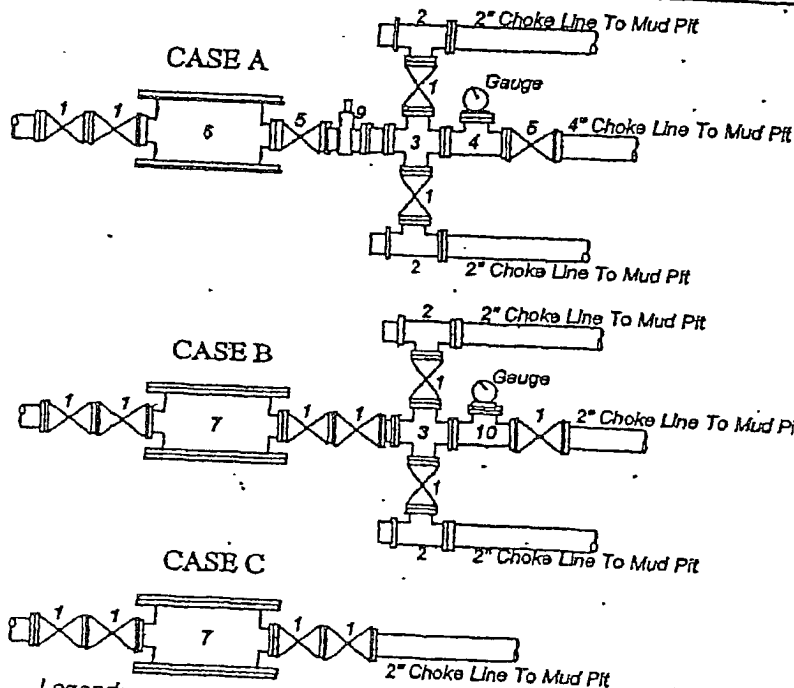 2" Choke Line To Mud Pit
2
CASE A
1
Gauge
1 1 6 5 9 3 4 5
4" Choke Line To Mud Pit
1
2
2" Choke Line To Mud Pit
2
2" Choke Line To Mud Pit
CASE B
1
Gauge
1 1 7 1 1 3 10 1
2" Choke Line To Mud Pi
1
2
2" Choke Line To Mud Pit
CASE C
1 1 7 1 1
2" Choke Line To Mud Pit
Legend